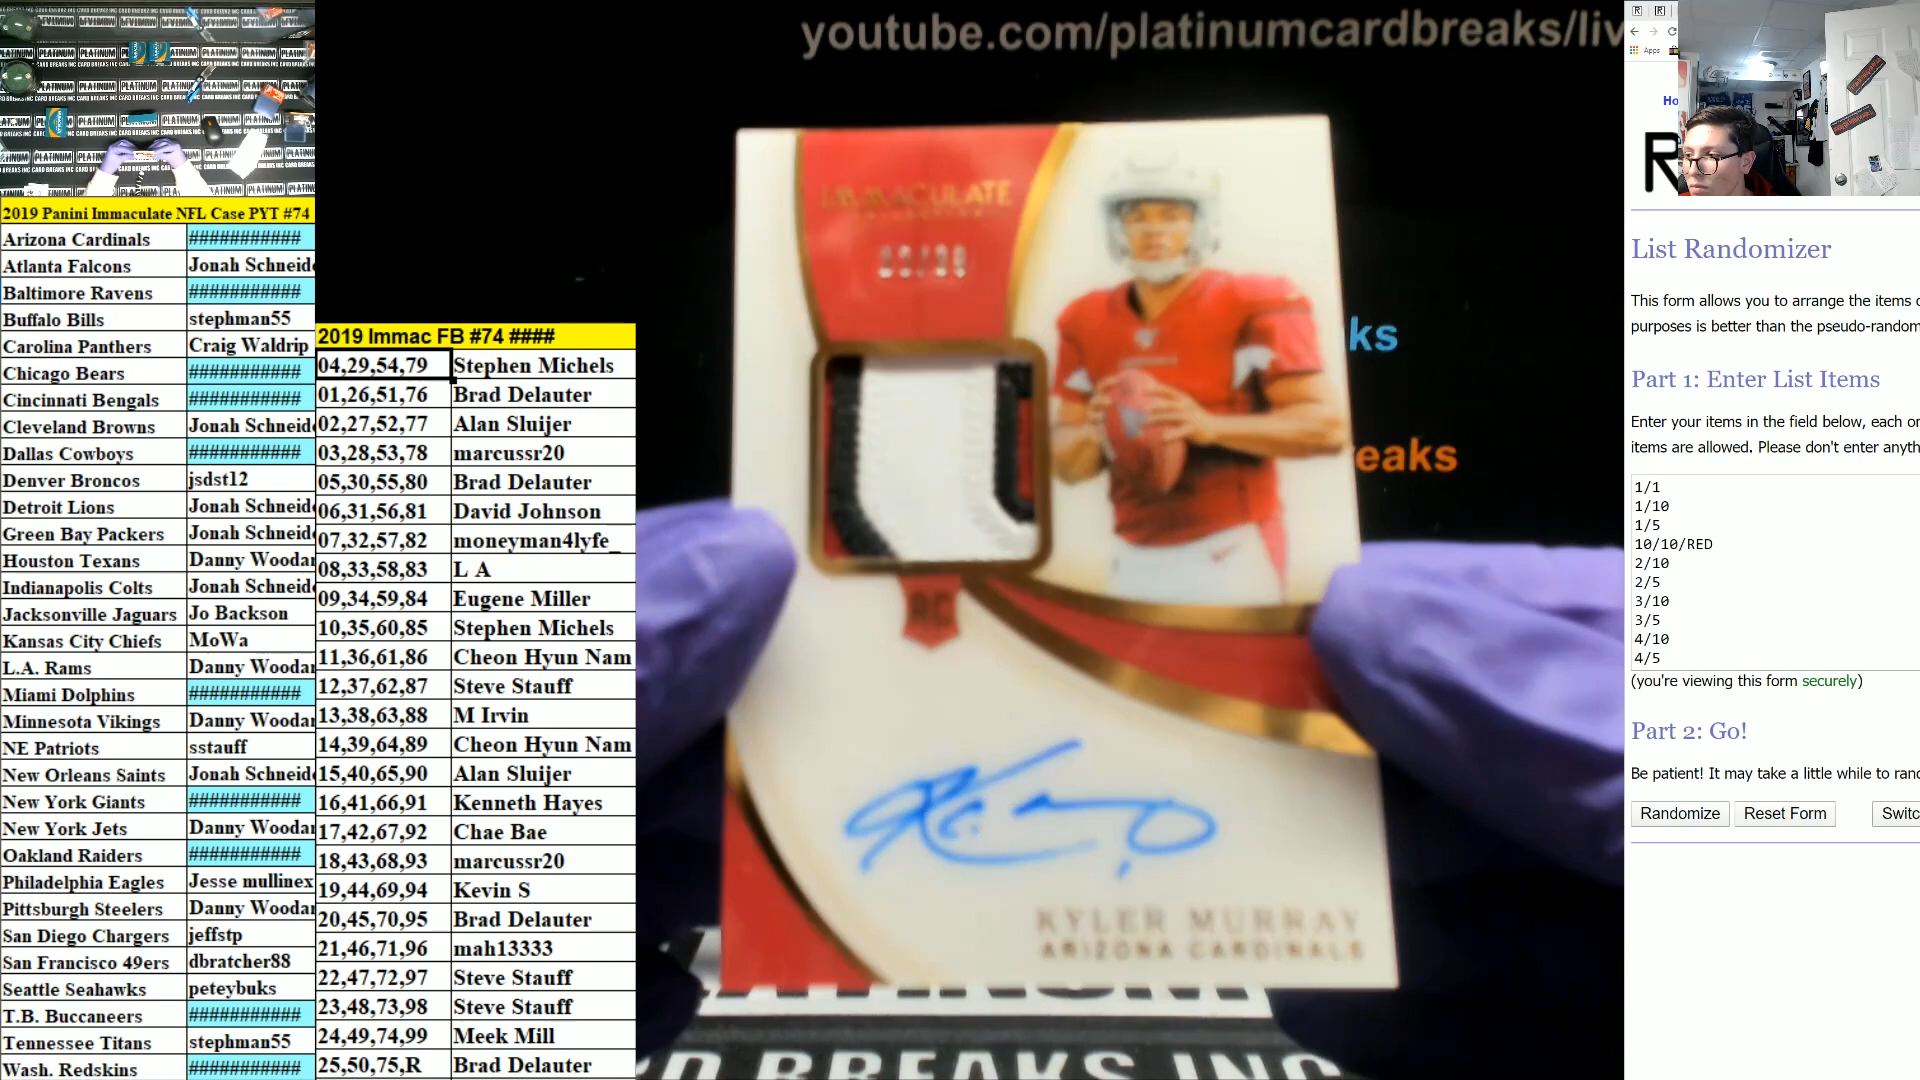 youtube.com/platinumcardbreaks/liv
2019 Panini Immaculate NFL Case PYT #74
Arizona Cardinals ###########
Atlanta Falcons Jonah Schneid
Baltimore Ravens ###########
Buffalo Bills stephman55
Carolina Panthers Craig Waldrip
Chicago Bears ###########
Cincinnati Bengals ###########
Cleveland Browns Jonah Schneid
Dallas Cowboys ###########
Denver Broncos jsdst12
Detroit Lions Jonah Schneid
Green Bay Packers Jonah Schneid
Houston Texans Danny Woodar
Indianapolis Colts Jonah Schneid
Jacksonville Jaguars Jo Backson
Kansas City Chiefs MoWa
L.A. Rams Danny Woodar
Miami Dolphins ###########
Minnesota Vikings Danny Woodar
NE Patriots sstauff
New Orleans Saints Jonah Schneid
New York Giants ###########
New York Jets Danny Woodar
Oakland Raiders ###########
Philadelphia Eagles Jesse mullinex
Pittsburgh Steelers Danny Woodar
San Diego Chargers jeffstp
San Francisco 49ers dbratcher88
Seattle Seahawks peteybuks
T.B. Buccaneers ###########
Tennessee Titans stephman55
Wash. Redskins ###########
2019 Immac FB #74 ####
04,29,54,79 Stephen Michels
01,26,51,76 Brad Delauter
02,27,52,77 Alan Sluijer
03,28,53,78 marcussr20
05,30,55,80 Brad Delauter
06,31,56,81 David Johnson
07,32,57,82 moneyman4lyfe_
08,33,58,83 L A
09,34,59,84 Eugene Miller
10,35,60,85 Stephen Michels
11,36,61,86 Cheon Hyun Nam
12,37,62,87 Steve Stauff
13,38,63,88 M Irvin
14,39,64,89 Cheon Hyun Nam
15,40,65,90 Alan Sluijer
16,41,66,91 Kenneth Hayes
17,42,67,92 Chae Bae
18,43,68,93 marcussr20
19,44,69,94 Kevin S
20,45,70,95 Brad Delauter
21,46,71,96 mah13333
22,47,72,97 Steve Stauff
23,48,73,98 Steve Stauff
24,49,74,99 Meek Mill
25,50,75,R Brad Delauter
IMMACULATE
RC
KYLER MURRAY
ARIZONA CARDINALS
ks
eaks
RD BREAKS INC
Apps
Ho
R
List Randomizer
This form allows you to arrange the items o
purposes is better than the pseudo-random
Part 1: Enter List Items
Enter your items in the field below, each on
items are allowed. Please don't enter anyth
1/1
1/10
1/5
10/10/RED
2/10
2/5
3/10
3/5
4/10
4/5
(you're viewing this form securely)
Part 2: Go!
Be patient! It may take a little while to rand
Randomize Reset Form Switc